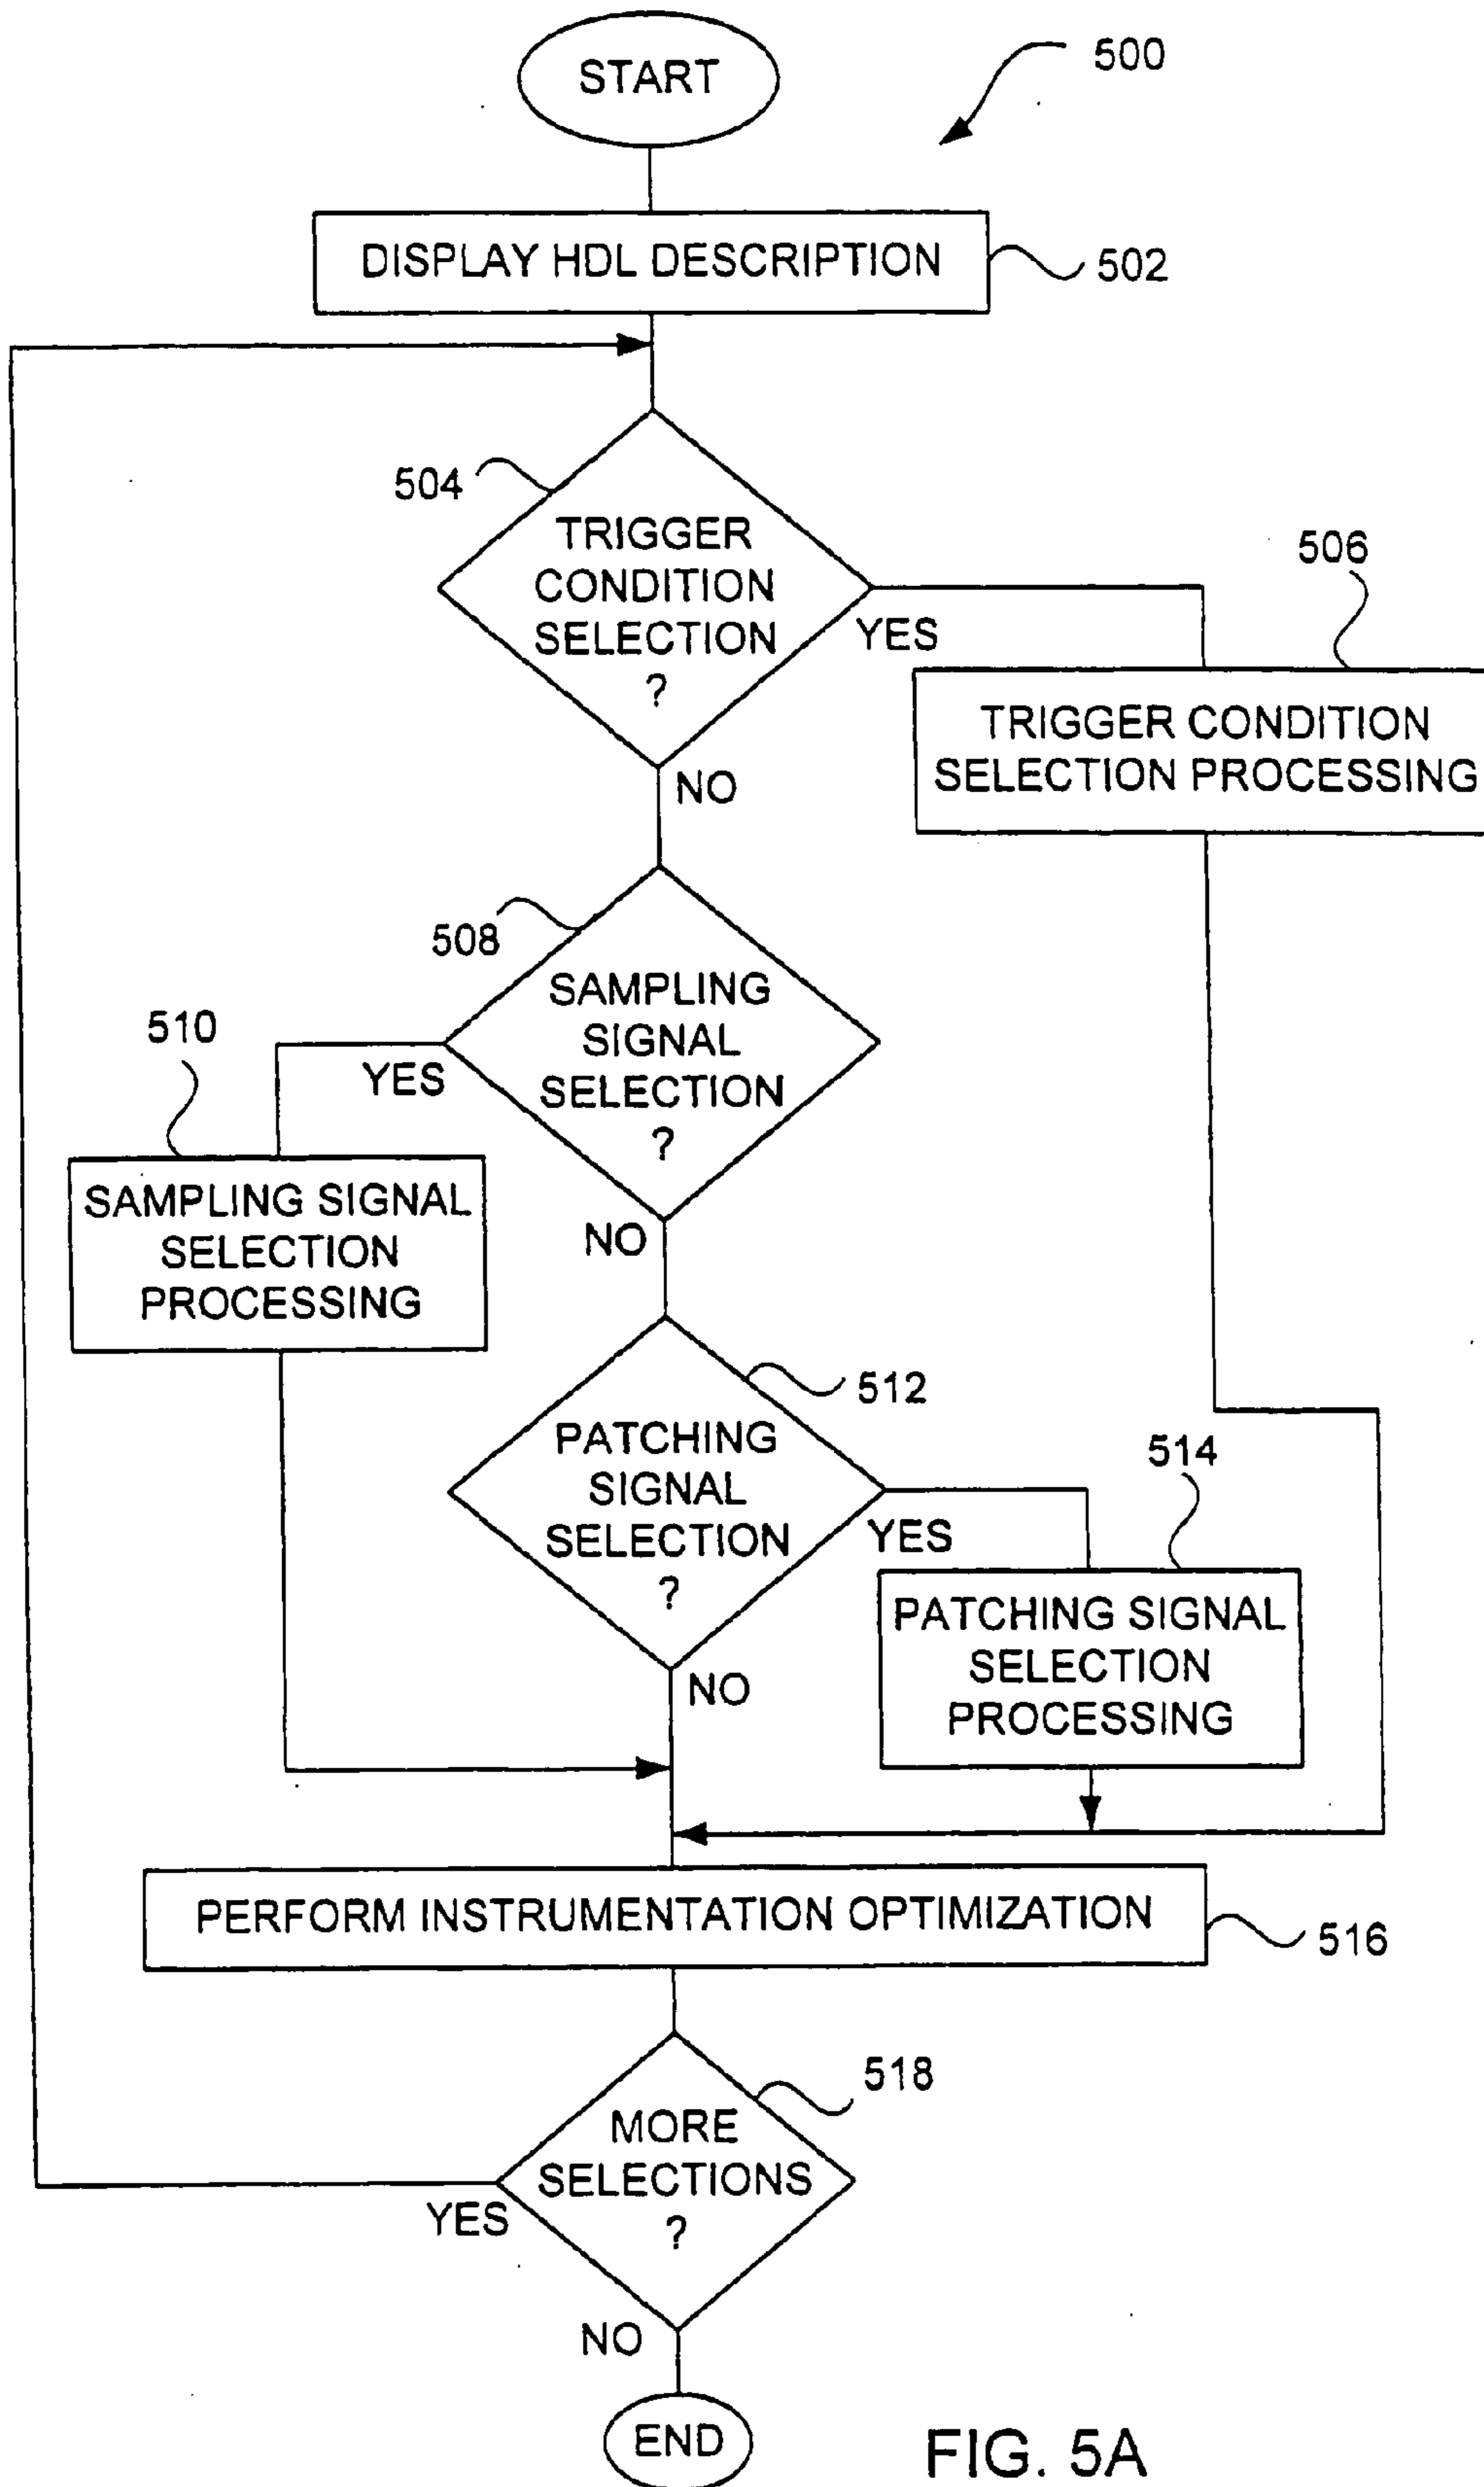 START
500
DISPLAY HDL DESCRIPTION
502
504
TRIGGER
CONDITION
SELECTION
?
YES
NO
506
TRIGGER CONDITION
SELECTION PROCESSING
508
SAMPLING
SIGNAL
SELECTION
?
YES
NO
510
SAMPLING SIGNAL
SELECTION
PROCESSING
512
PATCHING
SIGNAL
SELECTION
?
YES
NO
514
PATCHING SIGNAL
SELECTION
PROCESSING
PERFORM INSTRUMENTATION OPTIMIZATION
516
518
MORE
SELECTIONS
?
YES
NO
END
FIG. 5A